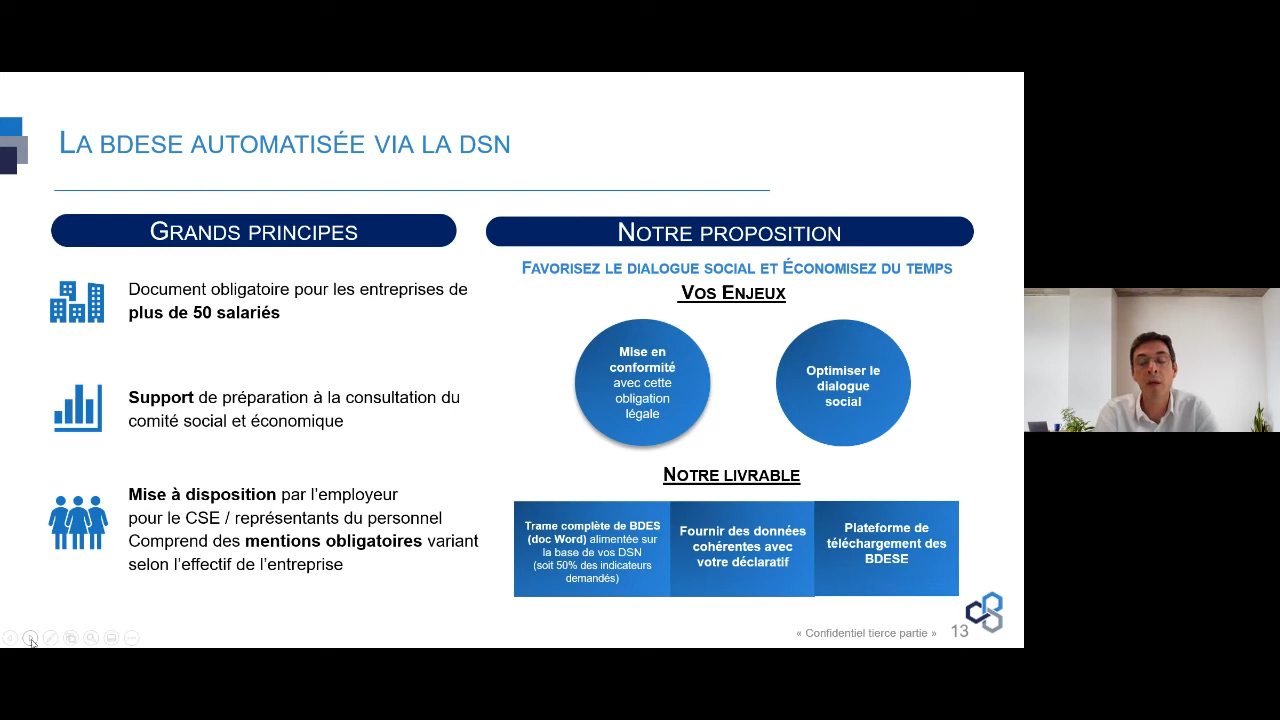 LA BDESE AUTOMATISÉE VIA LA DSN
GRANDS PRINCIPES
Document obligatoire pour les entreprises de
plus de 50 salariés
Support de préparation à la consultation du
comité social et économique
Mise à disposition par l'employeur
pour le CSE / représentants du personnel
Comprend des mentions obligatoires variant
selon l'effectif de l'entreprise
NOTRE PROPOSITION
FAVORISEZ LE DIALOGUE SOCIAL ET ÉCONOMISEZ DU TEMPS
VOS ENJEUX
Mise en
conformité
avec cette
obligation
légale
Optimiser le
dialogue
social
NOTRE LIVRABLE
Trame complète de BDES
(doc Word) alimentée sur
la base de vos DSN
(soit 50% des indicateurs
demandés)
Fournir des données
cohérentes avec
votre déclaratif
Plateforme de
téléchargement des
BDESE
« Confidentiel tierce partie »
13